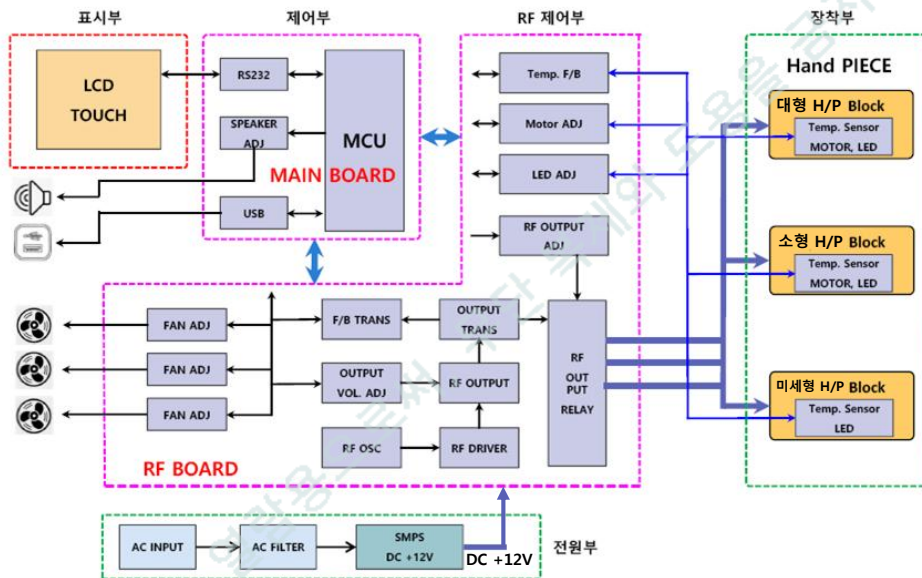 표시부
제어부
RF 제어부
장착부
LCD
TOUCH
RS232
SPEAKER
ADJ
USB
MCU
MAIN BOARD
Temp. F/B
Motor ADJ
LED ADJ
RF OUTPUT
ADJ
Hand PIECE
대형 H/P Block
Temp. Sensor
MOTOR, LED
소형 H/P Block
Temp. Sensor
MOTOR, LED
미세형 H/P Block
Temp. Sensor
LED
FAN ADJ
FAN ADJ
FAN ADJ
F/B TRANS
OUTPUT
TRANS
OUTPUT
VOL. ADJ
RF OUTPUT
RF OSC
RF DRIVER
RF
OUT
PUT
RELAY
RF BOARD
AC INPUT
AC FILTER
SMPS
DC +12V
DC +12V
전원부